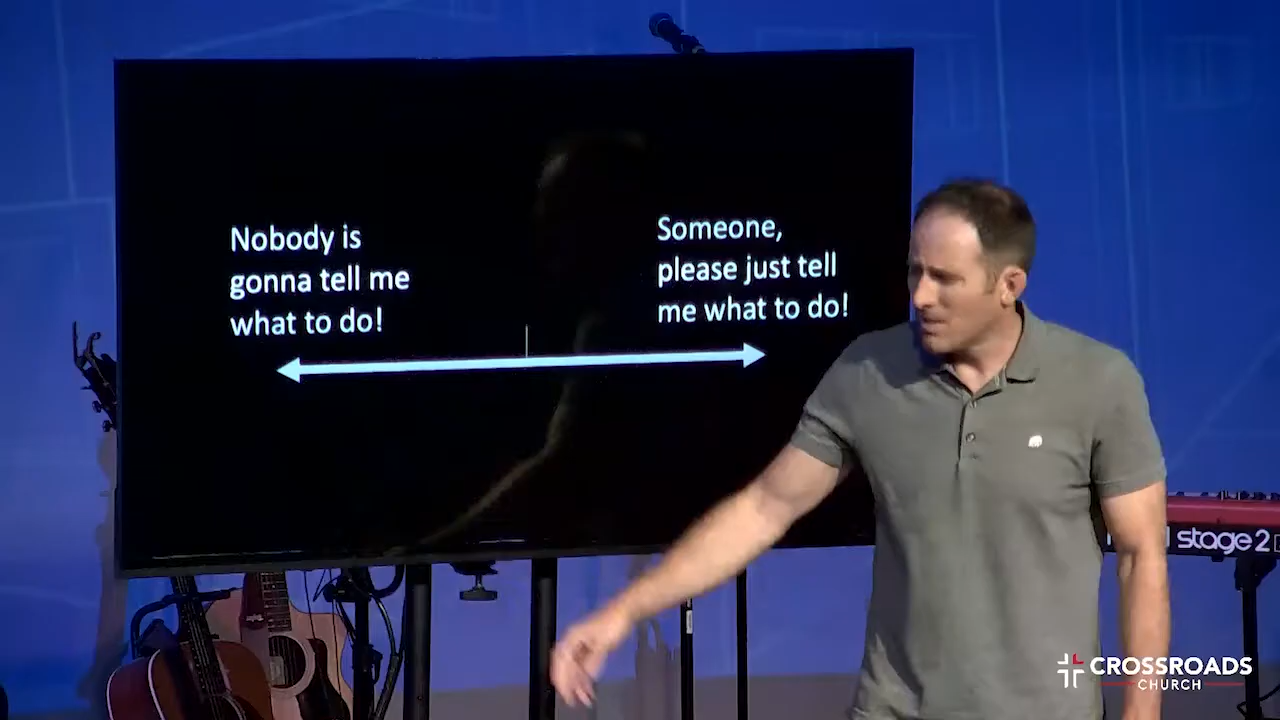 Nobody is
gonna tell me
what to do!
Someone,
please just tell
me what to do!
stage 2
CROSSROADS
CHURCH